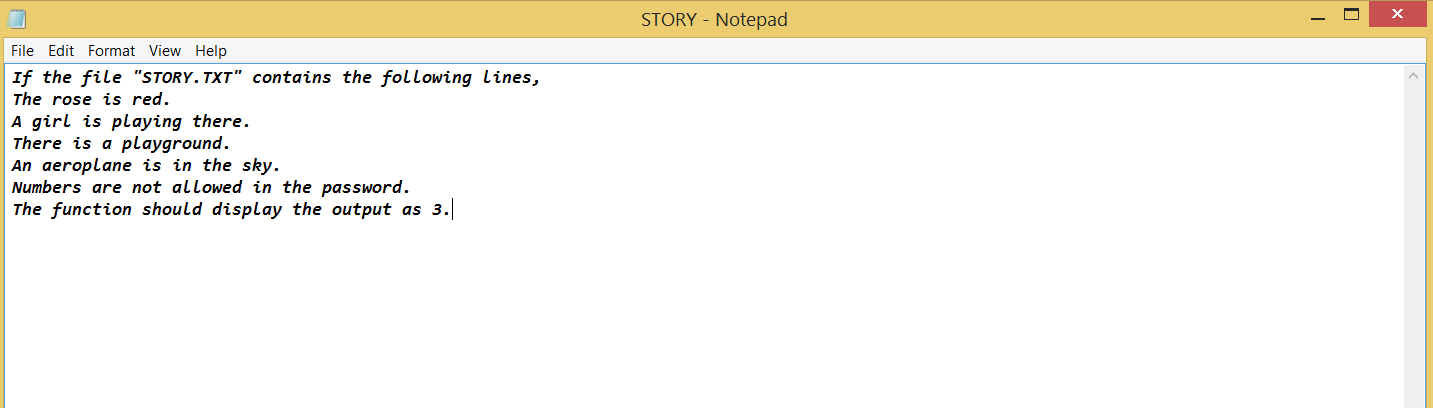 STORY - Notepad
File Edit Format View Help
If the file "STORY.TXT" contains the following lines,
The rose is red.
A girl is playing there.
There is a playground.
An aeroplane is in the sky.
Numbers are not allowed in the password.
The function should display the output as 3.